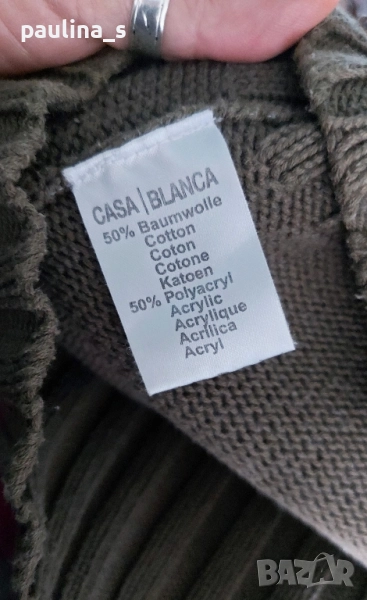 paulina_s
CASA|BLANCA
50% Baumwolle
Cotton
Coton
Cotone
Katoen
50% Polyacryl
Acrylic
Acrylique
Acrilica
Acryl
BAZAR